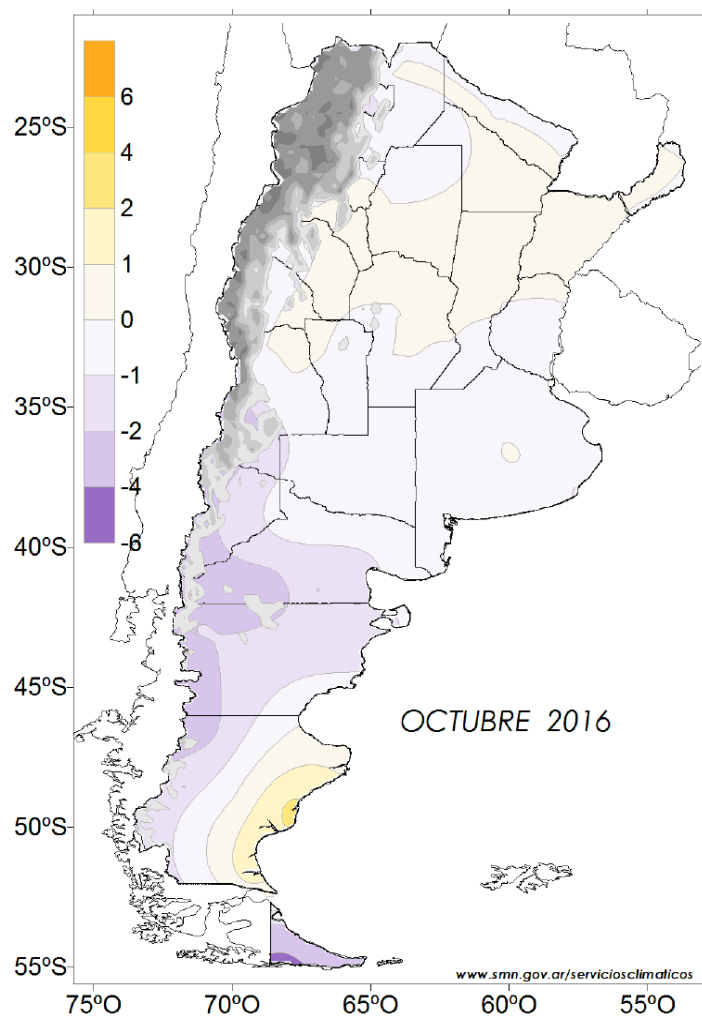 6
4
2
1
0
-1
-2
-4
-6
25ºS
30ºS
35ºS
40ºS
45ºS
50ºS
55ºS
OCTUBRE 2016
www.smn.gov.ar/serviciosclimaticos
75ºO
70ºO
65ºO
60ºO
55ºO